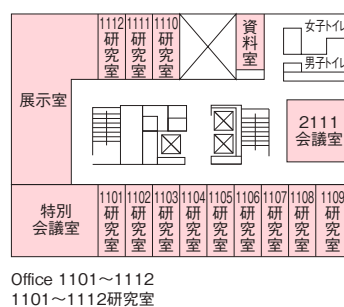 1112
研究室
1111
研究室
1110
研究室
資料室
女子トイレ
男子トイレ
展示室
2111
会議室
特別
会議室
1101
研究室
1102
研究室
1103
研究室
1104
研究室
1105
研究室
1106
研究室
1107
研究室
1108
研究室
1109
研究室
Office 1101～1112
1101～1112研究室